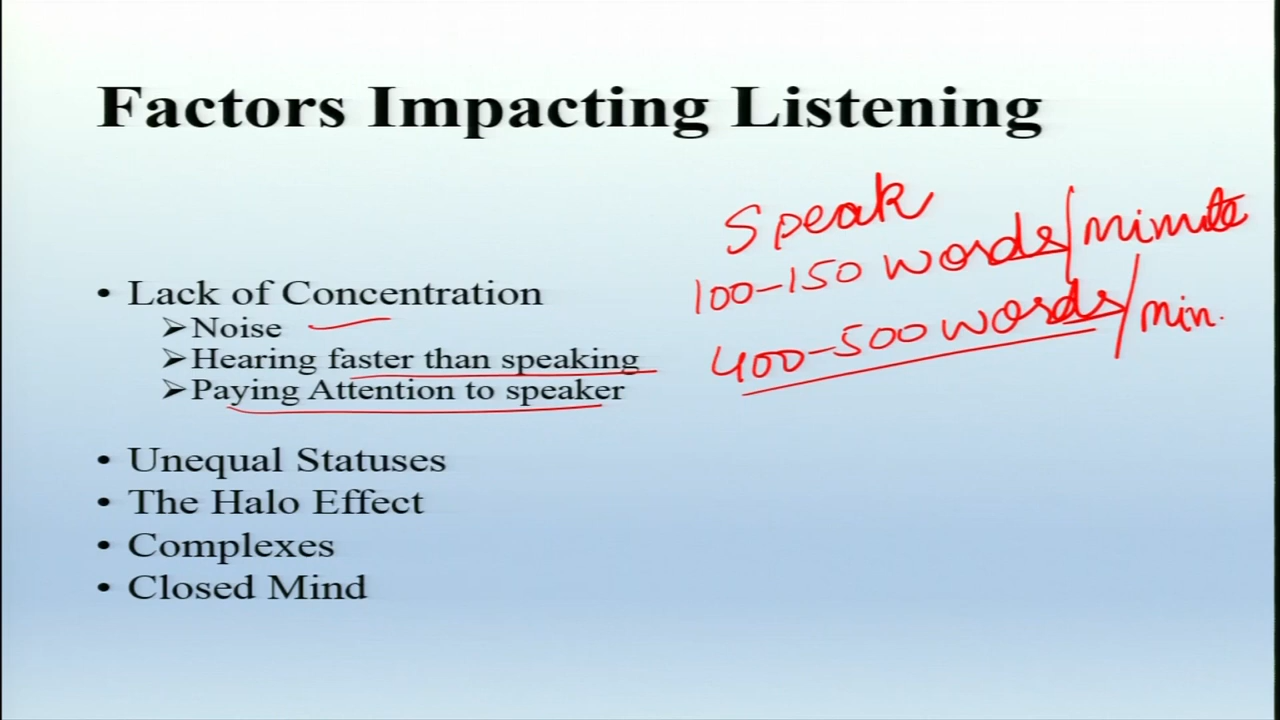 Factors Impacting Listening
Speak
100-150 words/minute
400-500 words/min.
• Lack of Concentration
➢Noise
➢Hearing faster than speaking
➢Paying Attention to speaker
• Unequal Statuses
• The Halo Effect
• Complexes
• Closed Mind